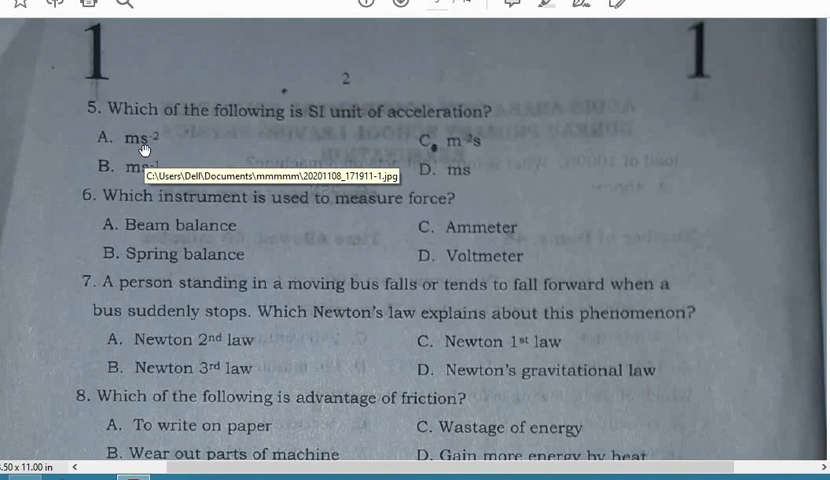 1 1
2
5. Which of the following is SI unit of acceleration?
A. ms⁻² C. m⁻²s
B. D. ms
C:\Users\Dell\Documents\mmmmm\20201108_171911-1.jpg
6. Which instrument is used to measure force?
A. Beam balance C. Ammeter
B. Spring balance D. Voltmeter
7. A person standing in a moving bus falls or tends to fall forward when a
bus suddenly stops. Which Newton's law explains about this phenomenon?
A. Newton 2nd law C. Newton 1st law
B. Newton 3rd law D. Newton's gravitational law
8. Which of the following is advantage of friction?
A. To write on paper C. Wastage of energy
B. Wear out parts of machine D. Gain more energy by heat
.50 x 11.00 in